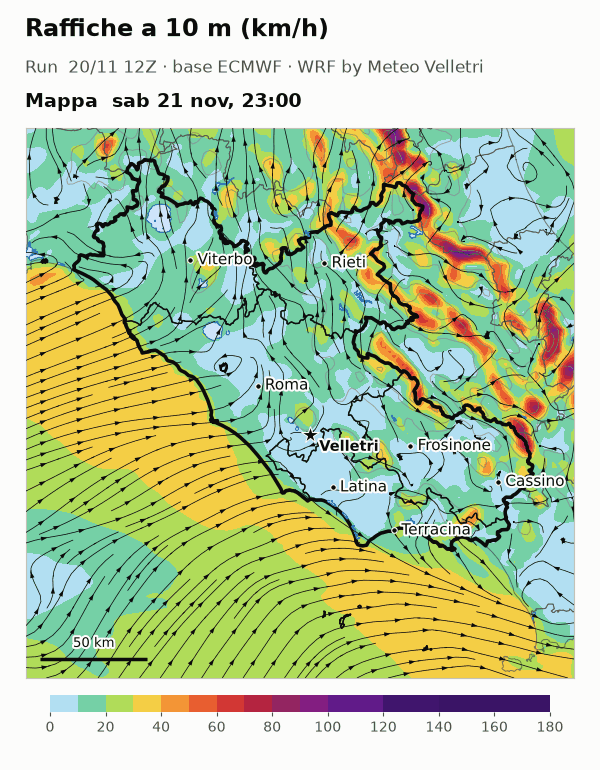 Raffiche a 10 m (km/h)
Run 20/11 12Z · base ECMWF · WRF by Meteo Velletri
Mappa sab 21 nov, 23:00
Viterbo
Rieti
Roma
Velletri
Frosinone
Cassino
Latina
Terracina
50 km
0 20 40 60 80 100 120 140 160 180